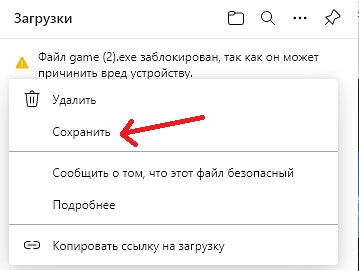 Загрузки
Файл game (2).exe заблокирован, так как он может
причинить вред устройству.
Удалить
Сохранить
Сообщить о том, что этот файл безопасный
Подробнее
Копировать ссылку на загрузку